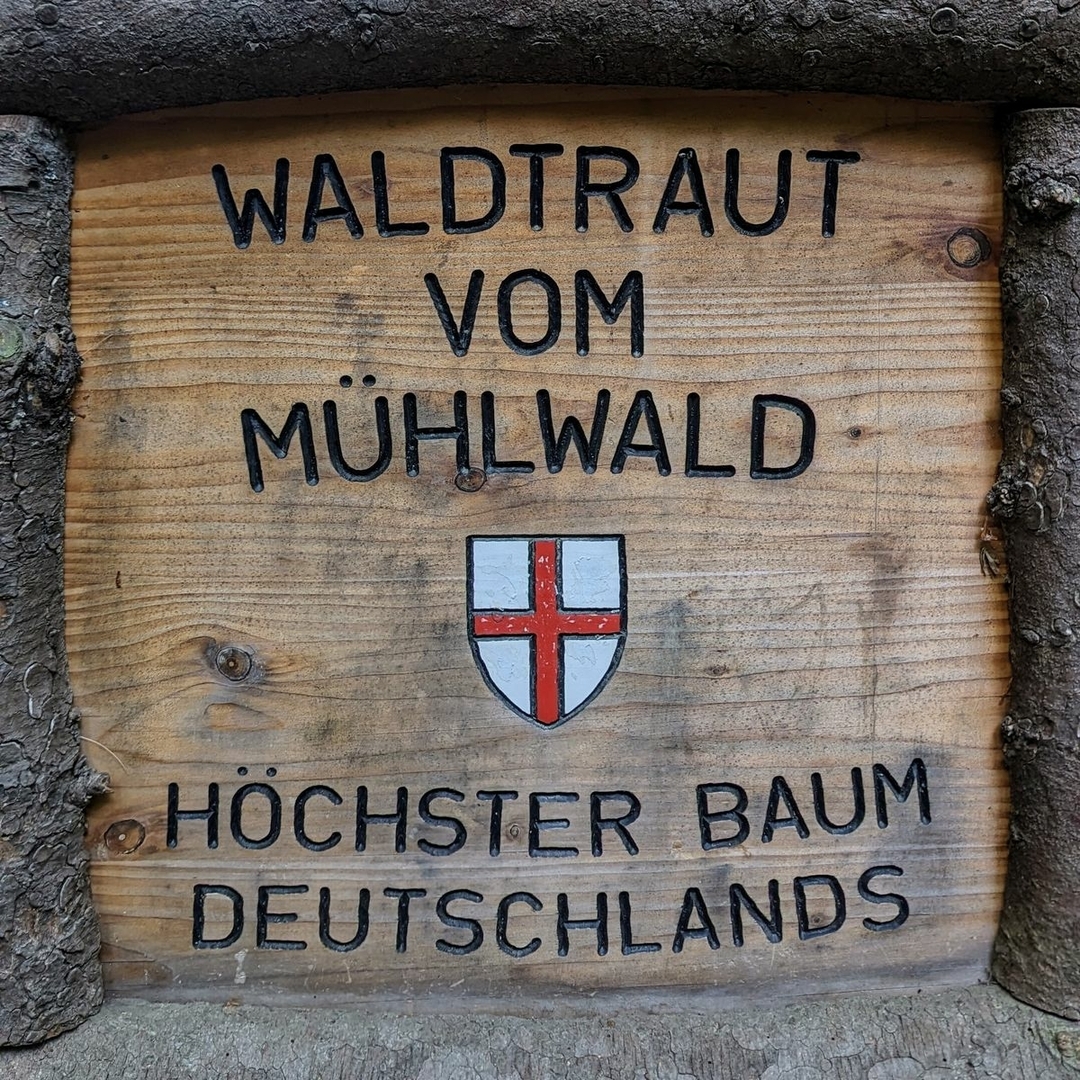 WALDTRAUT
VOM
MÜHLWALD
HÖCHSTER BAUM
DEUTSCHLANDS